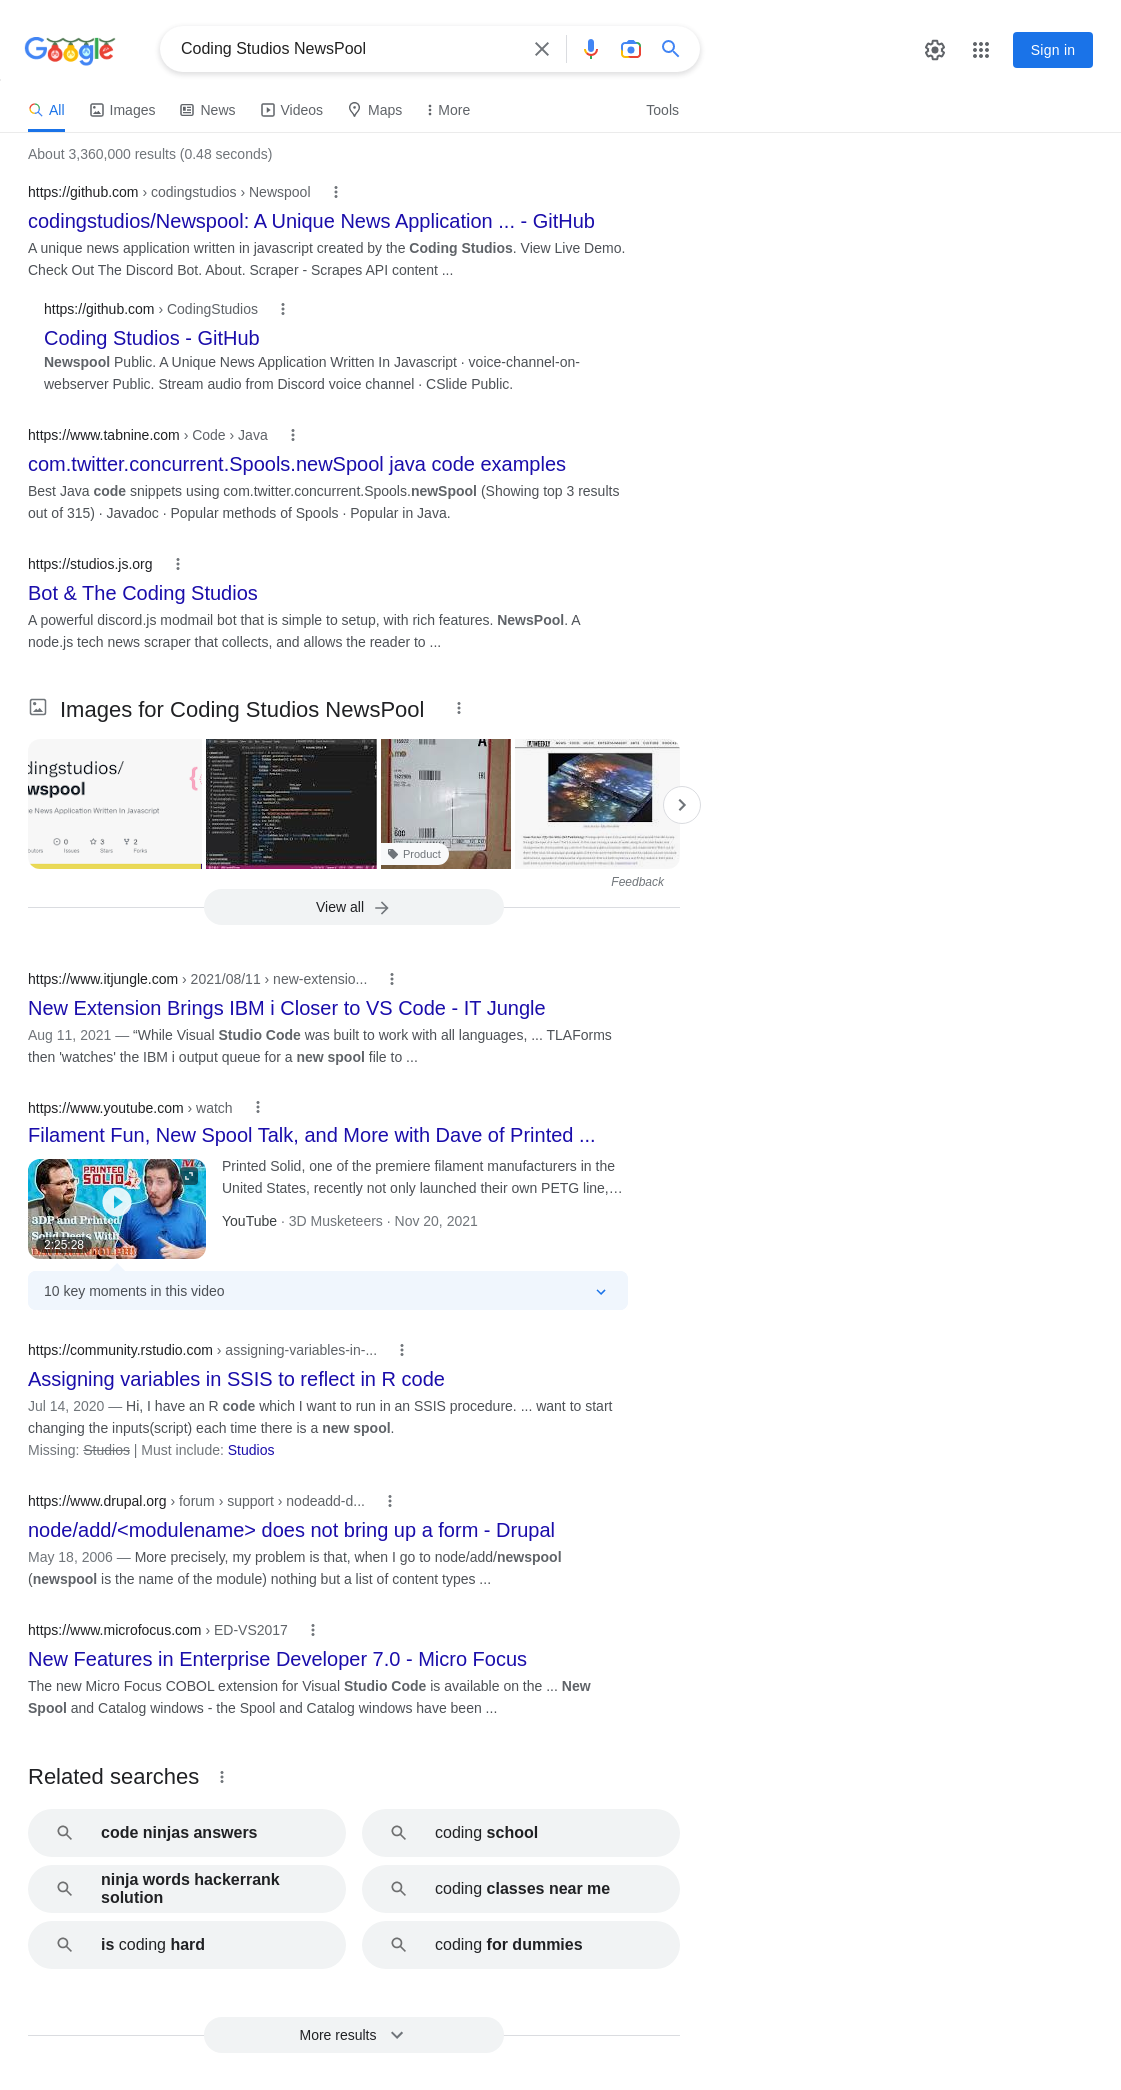 Google
Coding Studios NewsPool
Sign in
All
Images
News
Videos
Maps
More
Tools
About 3,360,000 results (0.48 seconds)
https://github.com › codingstudios › Newspool
codingstudios/Newspool: A Unique News Application ... - GitHub
A unique news application written in javascript created by the Coding Studios. View Live Demo.
Check Out The Discord Bot. About. Scraper - Scrapes API content ...
https://github.com › CodingStudios
Coding Studios - GitHub
Newspool Public. A Unique News Application Written In Javascript · voice-channel-on-
webserver Public. Stream audio from Discord voice channel · CSlide Public.
https://www.tabnine.com › Code › Java
com.twitter.concurrent.Spools.newSpool java code examples
Best Java code snippets using com.twitter.concurrent.Spools.newSpool (Showing top 3 results
out of 315) · Javadoc · Popular methods of Spools · Popular in Java.
https://studios.js.org
Bot & The Coding Studios
A powerful discord.js modmail bot that is simple to setup, with rich features. NewsPool. A
node.js tech news scraper that collects, and allows the reader to ...
Images for Coding Studios NewsPool
dingstudios/
wspool
e News Application Written In Javascript
0
3
2
Issues
Stars
Forks
Product
Feedback
View all
https://www.itjungle.com › 2021/08/11 › new-extensio...
New Extension Brings IBM i Closer to VS Code - IT Jungle
Aug 11, 2021 — “While Visual Studio Code was built to work with all languages, ... TLAForms
then 'watches' the IBM i output queue for a new spool file to ...
https://www.youtube.com › watch
Filament Fun, New Spool Talk, and More with Dave of Printed ...
PRINTED
SOLID
3DP and Printed
Solid Deets With
2:25:28
Printed Solid, one of the premiere filament manufacturers in the
United States, recently not only launched their own PETG line,...
YouTube · 3D Musketeers · Nov 20, 2021
10 key moments in this video
https://community.rstudio.com › assigning-variables-in-...
Assigning variables in SSIS to reflect in R code
Jul 14, 2020 — Hi, I have an R code which I want to run in an SSIS procedure. ... want to start
changing the inputs(script) each time there is a new spool.
Missing: Studios | Must include: Studios
https://www.drupal.org › forum › support › nodeadd-d...
node/add/<modulename> does not bring up a form - Drupal
May 18, 2006 — More precisely, my problem is that, when I go to node/add/newspool
(newspool is the name of the module) nothing but a list of content types ...
https://www.microfocus.com › ED-VS2017
New Features in Enterprise Developer 7.0 - Micro Focus
The new Micro Focus COBOL extension for Visual Studio Code is available on the ... New
Spool and Catalog windows - the Spool and Catalog windows have been ...
Related searches
code ninjas answers
coding school
ninja words hackerrank
solution
coding classes near me
is coding hard
coding for dummies
More results